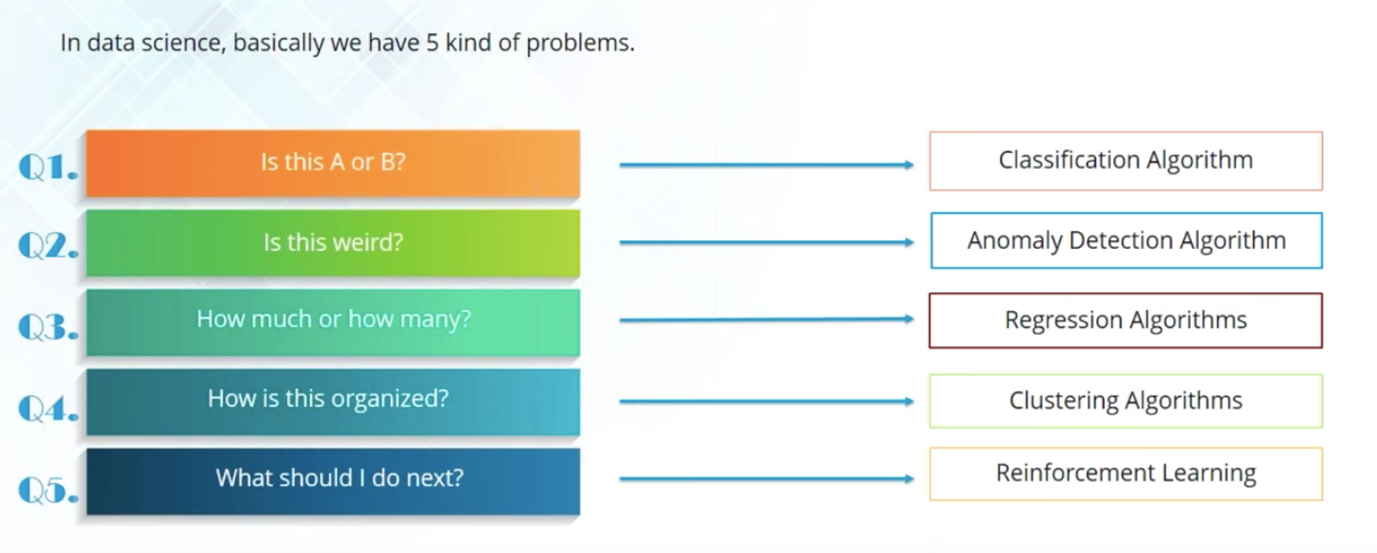 In data science, basically we have 5 kind of problems.
Q1. Is this A or B? Classification Algorithm
Q2. Is this weird? Anomaly Detection Algorithm
Q3. How much or how many? Regression Algorithms
Q4. How is this organized? Clustering Algorithms
Q5. What should I do next? Reinforcement Learning